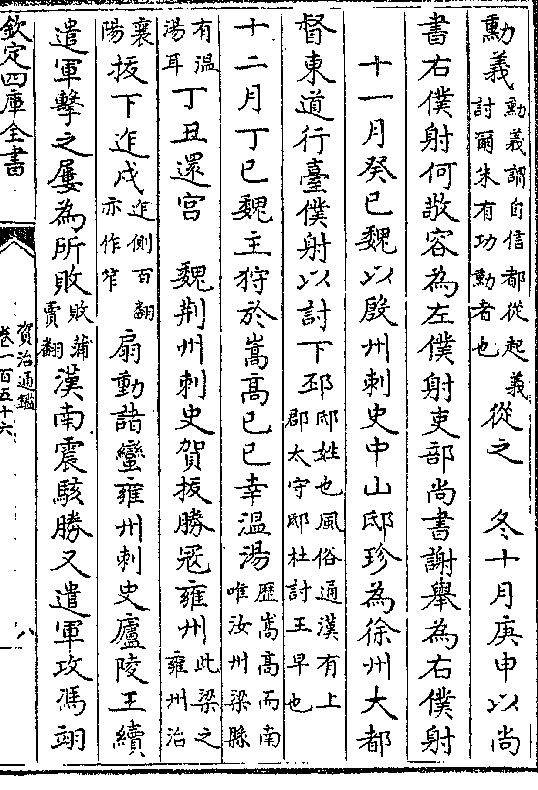 勳義勳義謂自信都從起義討爾朱有功勳者也從之　冬十月庚申以尚
書右僕射何敬容為左僕射吏部尚書謝舉為右僕射
十一月癸巳魏以殷州刺史中山邸珍為徐州大都
督東道行臺僕射以討下邳邸姓也風俗通漢有上郡太守邸杜討王早也
十二月丁巳魏主狩於嵩髙己巳幸温湯歴嵩髙而南唯汝州梁縣
有温湯耳丁丑還宫　魏荆州刺史賀抜勝冦雍州此梁之雍州治
襄陽抜下迮戍迮側百翻亦作笮扇動諸蠻雍州刺史廬陵王續
遣軍擊之屢為所敗敗蒲賣翻漢南震駭勝又遣軍攻馮翊
欽定四庫全書
資治通鑑
卷一百五十六
八